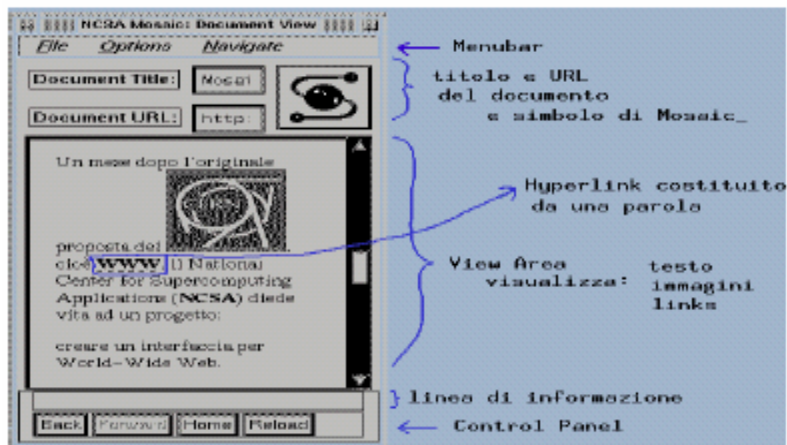 NCSA Mosaic: Document View
File Options Navigate
Menubar
Document Title: Mosai
titolo e URL
del documento
e simbolo di Mosaic_
Document URL: http:
Un mese dopo l'originale
proposta del
cioè WWW il National
Center for Supercomputing
Applications (NCSA) diede
vita ad un progetto:
creare un interfaccia per
World-Wide Web.
Hyperlink costituito
da una parola
View Area
visualizza: testo
immagini
links
linea di informazione
Back Forward Home Reload
Control Panel